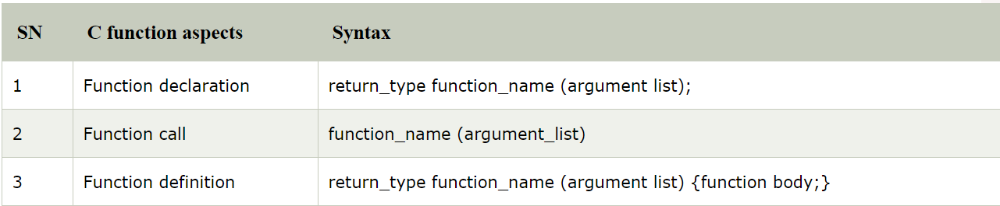 SN C function aspects Syntax
1 Function declaration return_type function_name (argument list);
2 Function call function_name (argument_list)
3 Function definition return_type function_name (argument list) {function body;}